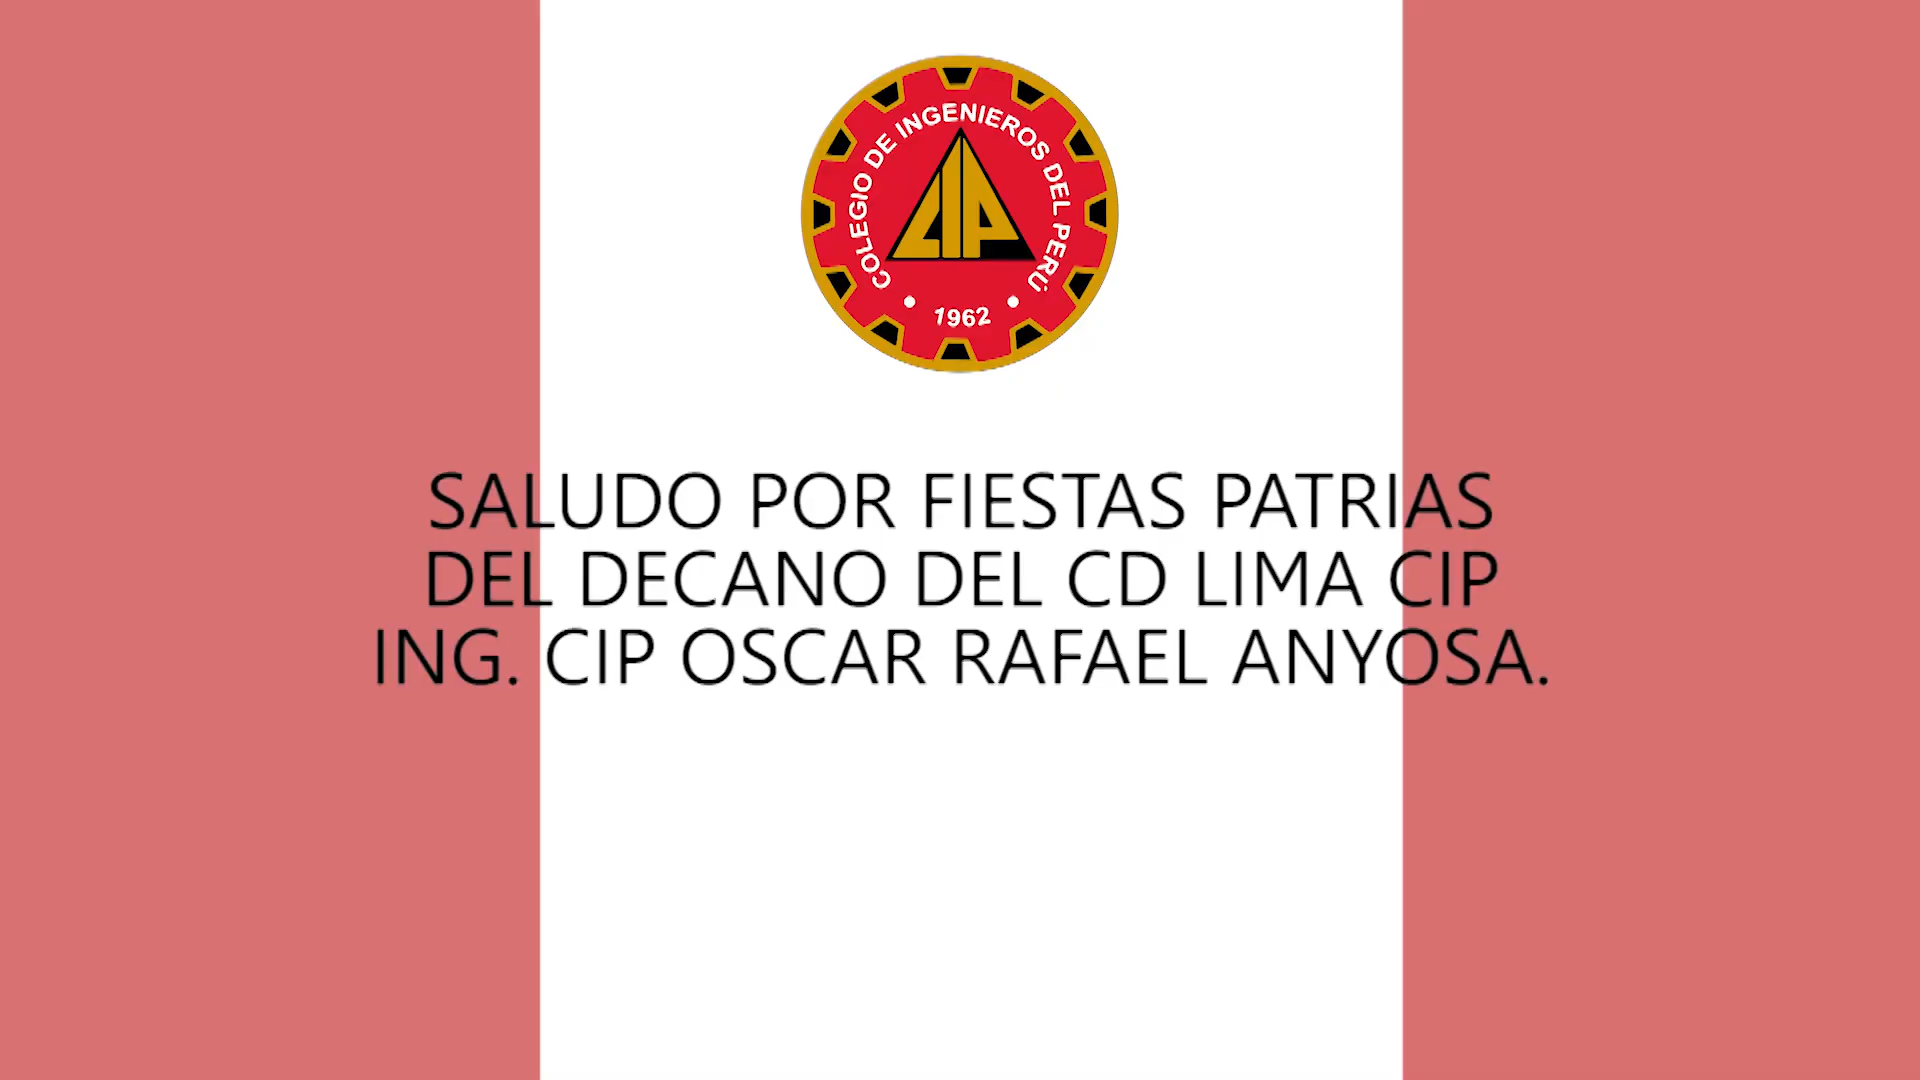 COLEGIO DE INGENIEROS DEL PERÚ
CIP
• 1962 •
SALUDO POR FIESTAS PATRIAS
DEL DECANO DEL CD LIMA CIP
ING. CIP OSCAR RAFAEL ANYOSA.